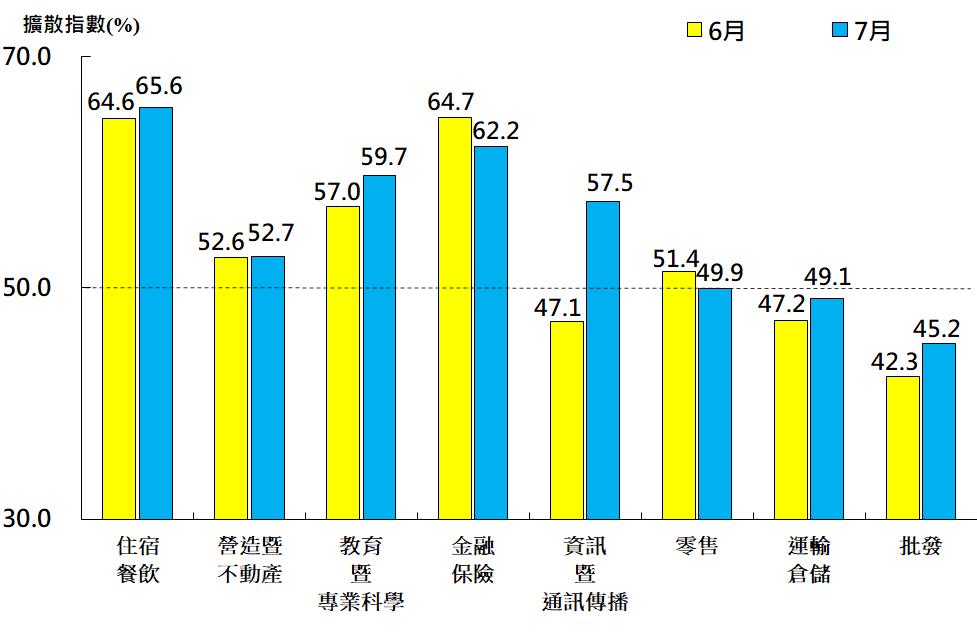 擴散指數(%)
6月
7月
70.0
50.0
30.0
64.6
65.6
52.6
52.7
57.0
59.7
64.7
62.2
47.1
57.5
51.4
49.9
47.2
49.1
42.3
45.2
住宿
餐飲
營造暨
不動產
教育
暨
專業科學
金融
保險
資訊
暨
通訊傳播
零售
運輸
倉儲
批發